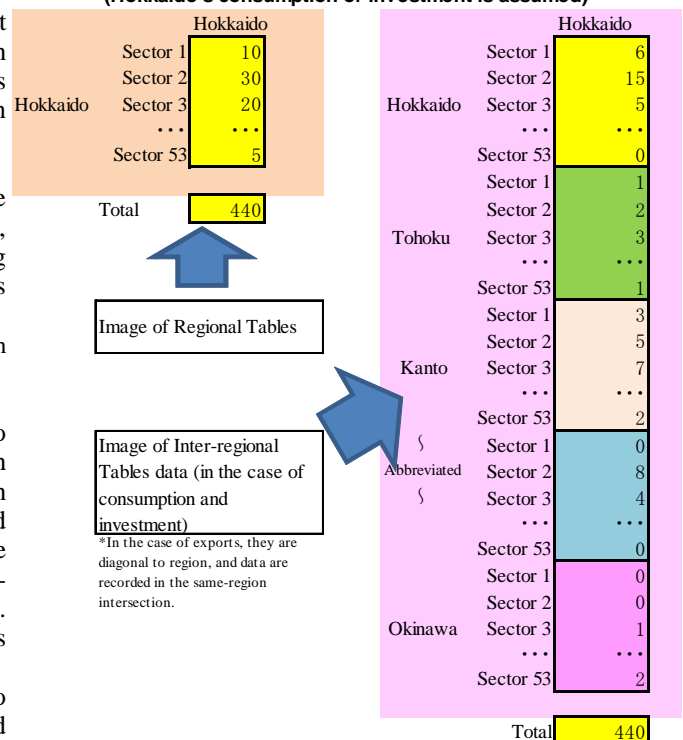 (Hokkaido's consumption or investment is assumed)
Hokkaido
Sector 1 10
Sector 2 30
Hokkaido Sector 3 20
… …
Sector 53 5
Total 440
Image of Regional Tables
Image of Inter-regional
Tables data (in the case of
consumption and
investment)
*In the case of exports, they are
diagonal to region, and data are
recorded in the same-region
intersection.
Hokkaido
Sector 1 6
Sector 2 15
Hokkaido Sector 3 5
… …
Sector 53 0
Sector 1 1
Sector 2 2
Tohoku Sector 3 3
… …
Sector 53 1
Sector 1 3
Sector 2 5
Kanto Sector 3 7
… …
Sector 53 2
∫ Sector 1 0
Abbreviated Sector 2 8
∫ Sector 3 4
… …
Sector 53 0
Sector 1 0
Sector 2 0
Okinawa Sector 3 1
… …
Sector 53 2
Total 440